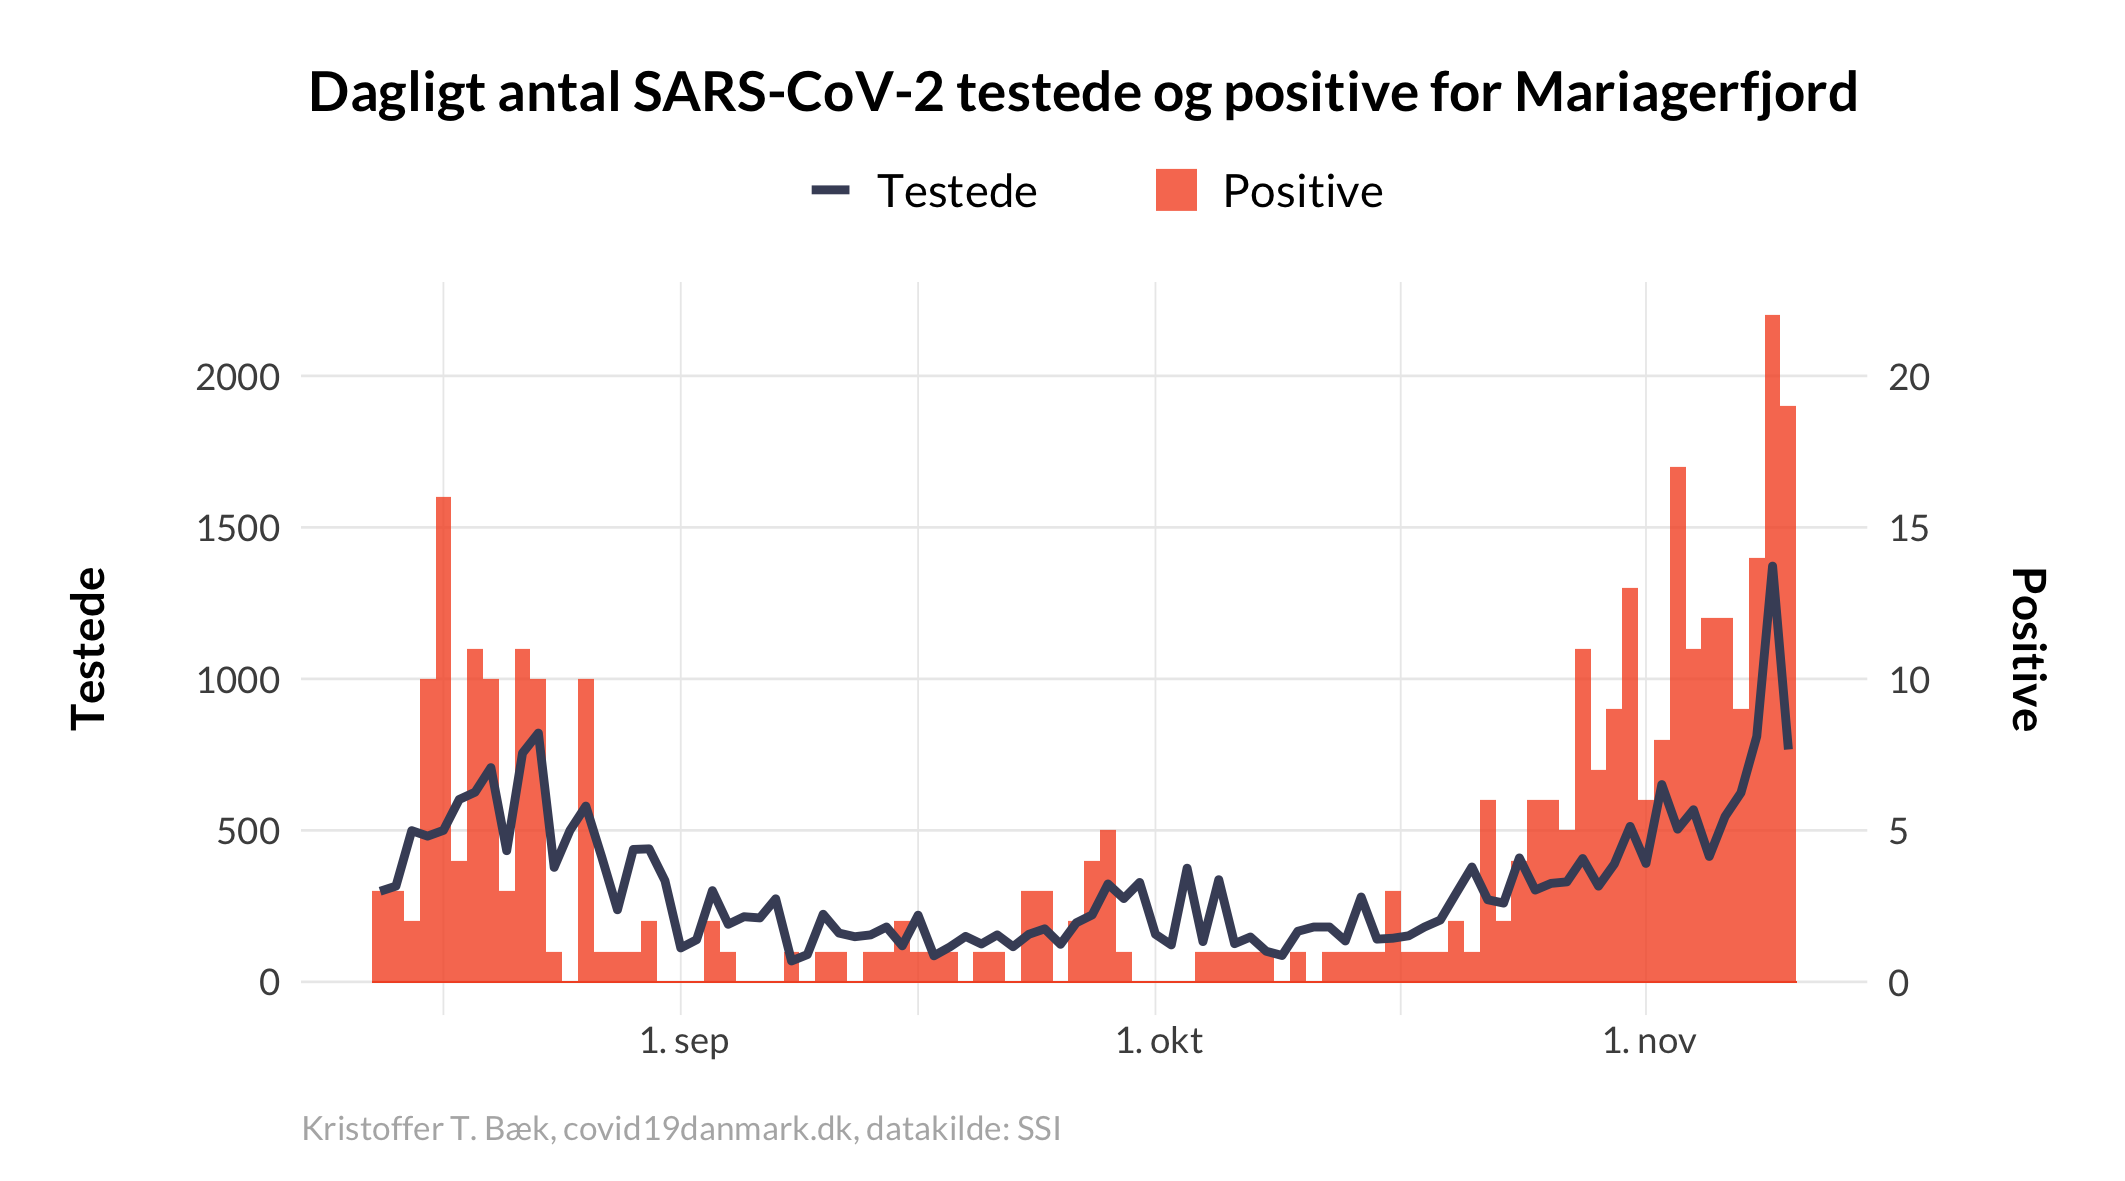 Dagligt antal SARS-CoV-2 testede og positive for Mariagerfjord
Testede Positive
2000 20
1500 15
1000 10
500 5
0 0
Testede
Positive
1. sep 1. okt 1. nov
Kristoffer T. Bæk, covid19danmark.dk, datakilde: SSI